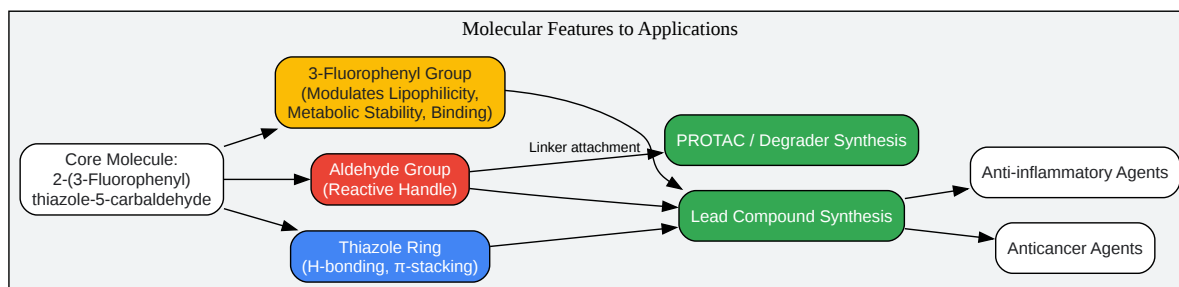 Molecular Features to Applications
3-Fluorophenyl Group
(Modulates Lipophilicity,
Metabolic Stability, Binding)
Core Molecule:
2-(3-Fluorophenyl)
thiazole-5-carbaldehyde
Aldehyde Group
(Reactive Handle)
Thiazole Ring
(H-bonding, π-stacking)
Linker attachment
PROTAC / Degrader Synthesis
Lead Compound Synthesis
Anti-inflammatory Agents
Anticancer Agents